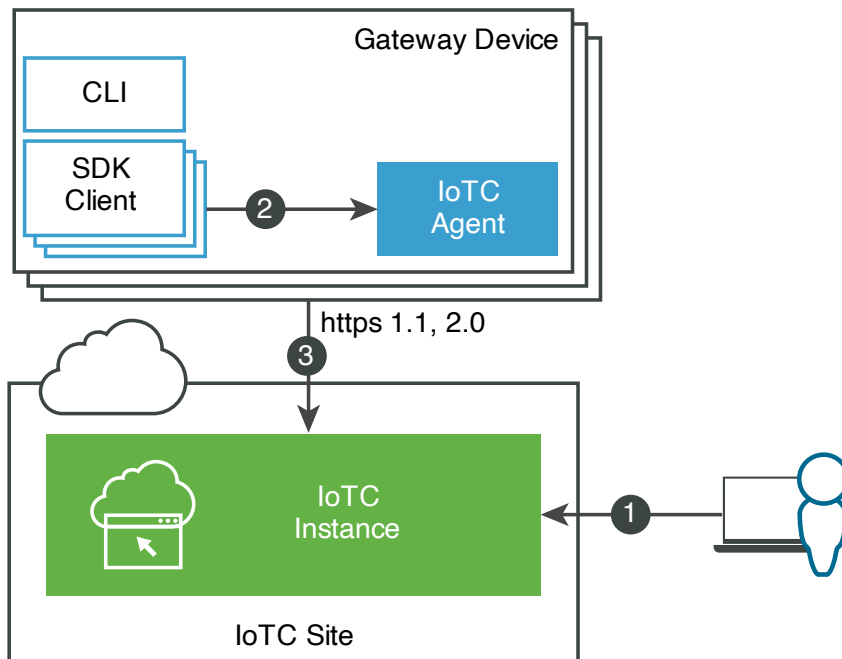 Gateway Device
CLI
SDK
Client
2
IoTC
Agent
https 1.1, 2.0
3
IoTC
Instance
1
IoTC Site